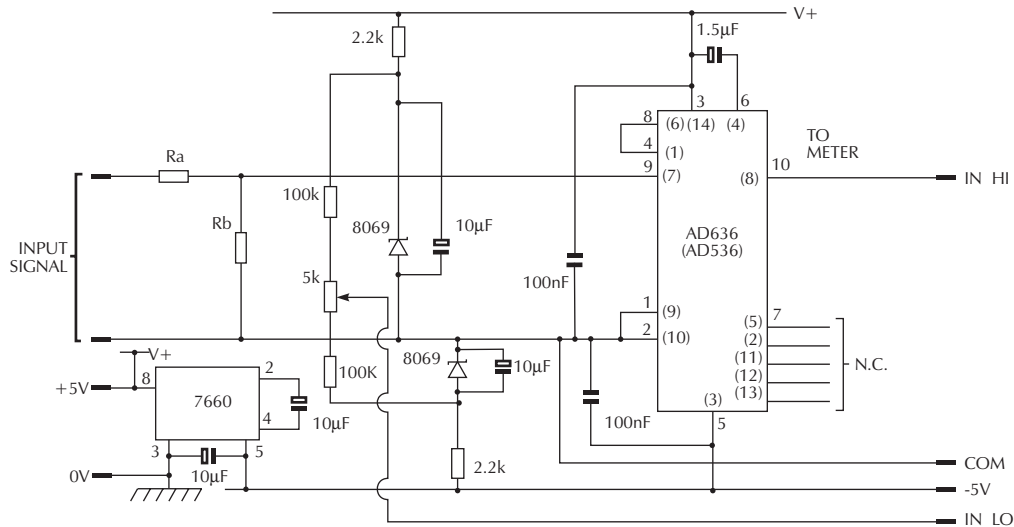 V+
2.2k
1.5μF
3
6
8
(6)
(14)
(4)
TO
METER
4
(1)
Ra
9
(7)
10
(8)
IN HI
100k
Rb
8069
10μF
AD636
(AD536)
INPUT
SIGNAL
5k
100nF
1
(9)
2
(10)
7
(5)
(2)
(11)
(12)
(13)
N.C.
V+
8069
10μF
100K
+5V
8
2
7660
4
10μF
100nF
(3)
5
3
5
10μF
2.2k
0V
COM
-5V
IN LO